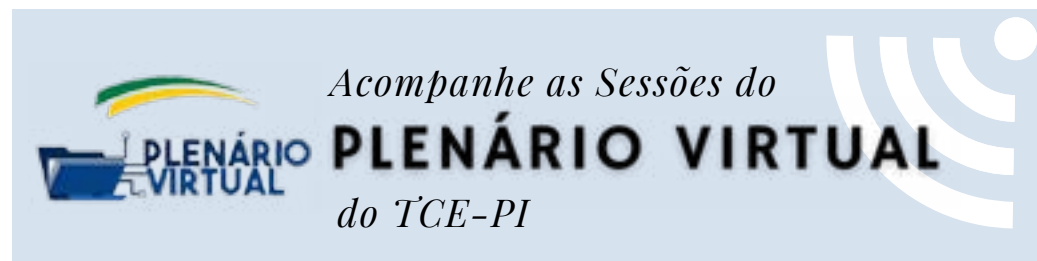 PLENÁRIO
VIRTUAL
Acompanhe as Sessões do
PLENÁRIO VIRTUAL
do TCE-PI